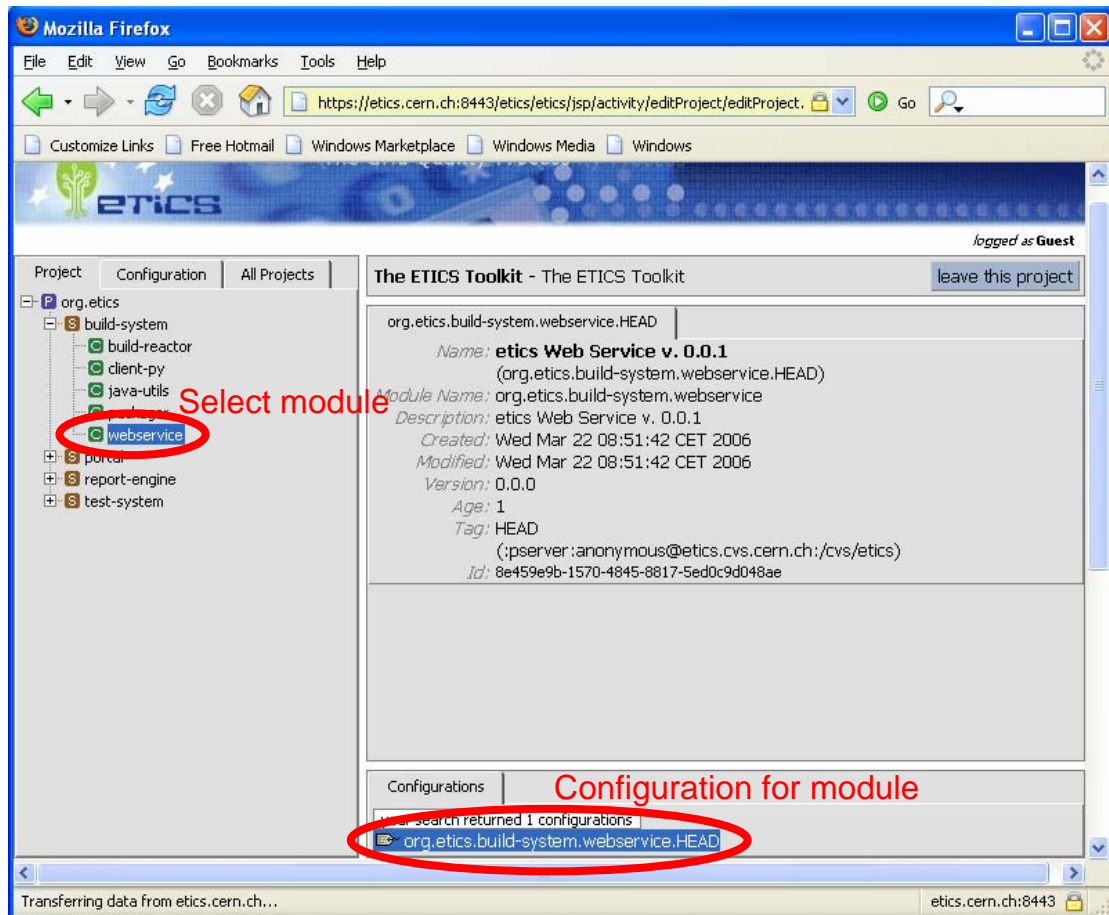 Mozilla Firefox
File Edit View Go Bookmarks Tools Help
https://etics.cern.ch:8443/etics/etics/jsp/activity/editProject/editProject. Go
Customize Links Free Hotmail Windows Marketplace Windows Media Windows
etics
logged as Guest
Project Configuration All Projects
The ETICS Toolkit - The ETICS Toolkit leave this project
P org.etics
S build-system
C build-reactor
C client-py
C java-utils
C packager
C webservice
S portal
S report-engine
S test-system
Select module
org.etics.build-system.webservice.HEAD
Name: etics Web Service v. 0.0.1
(org.etics.build-system.webservice.HEAD)
Module Name: org.etics.build-system.webservice
Description: etics Web Service v. 0.0.1
Created: Wed Mar 22 08:51:42 CET 2006
Modified: Wed Mar 22 08:51:42 CET 2006
Version: 0.0.0
Age: 1
Tag: HEAD
(:pserver:anonymous@etics.cvs.cern.ch:/cvs/etics)
Id: 8e459e9b-1570-4845-8817-5ed0c9d048ae
Configurations
Configuration for module
your search returned 1 configurations
org.etics.build-system.webservice.HEAD
Transferring data from etics.cern.ch... etics.cern.ch:8443